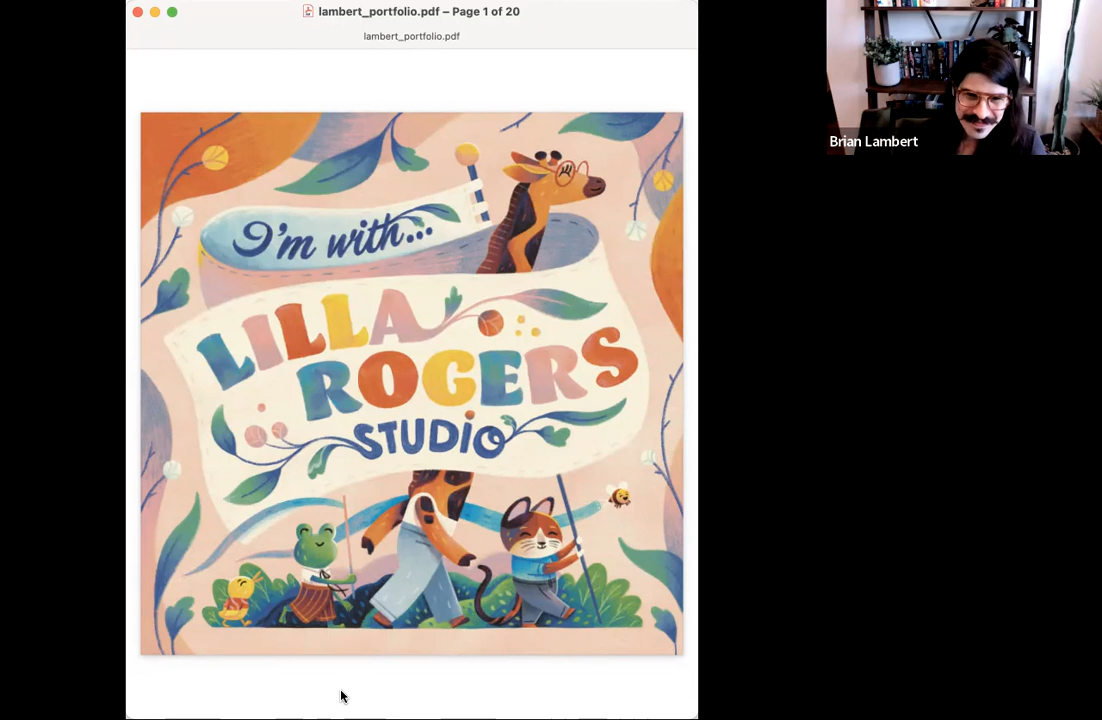 lambert_portfolio.pdf – Page 1 of 20
lambert_portfolio.pdf
Brian Lambert
I'm with...
LILLA
ROGERS
STUDIO